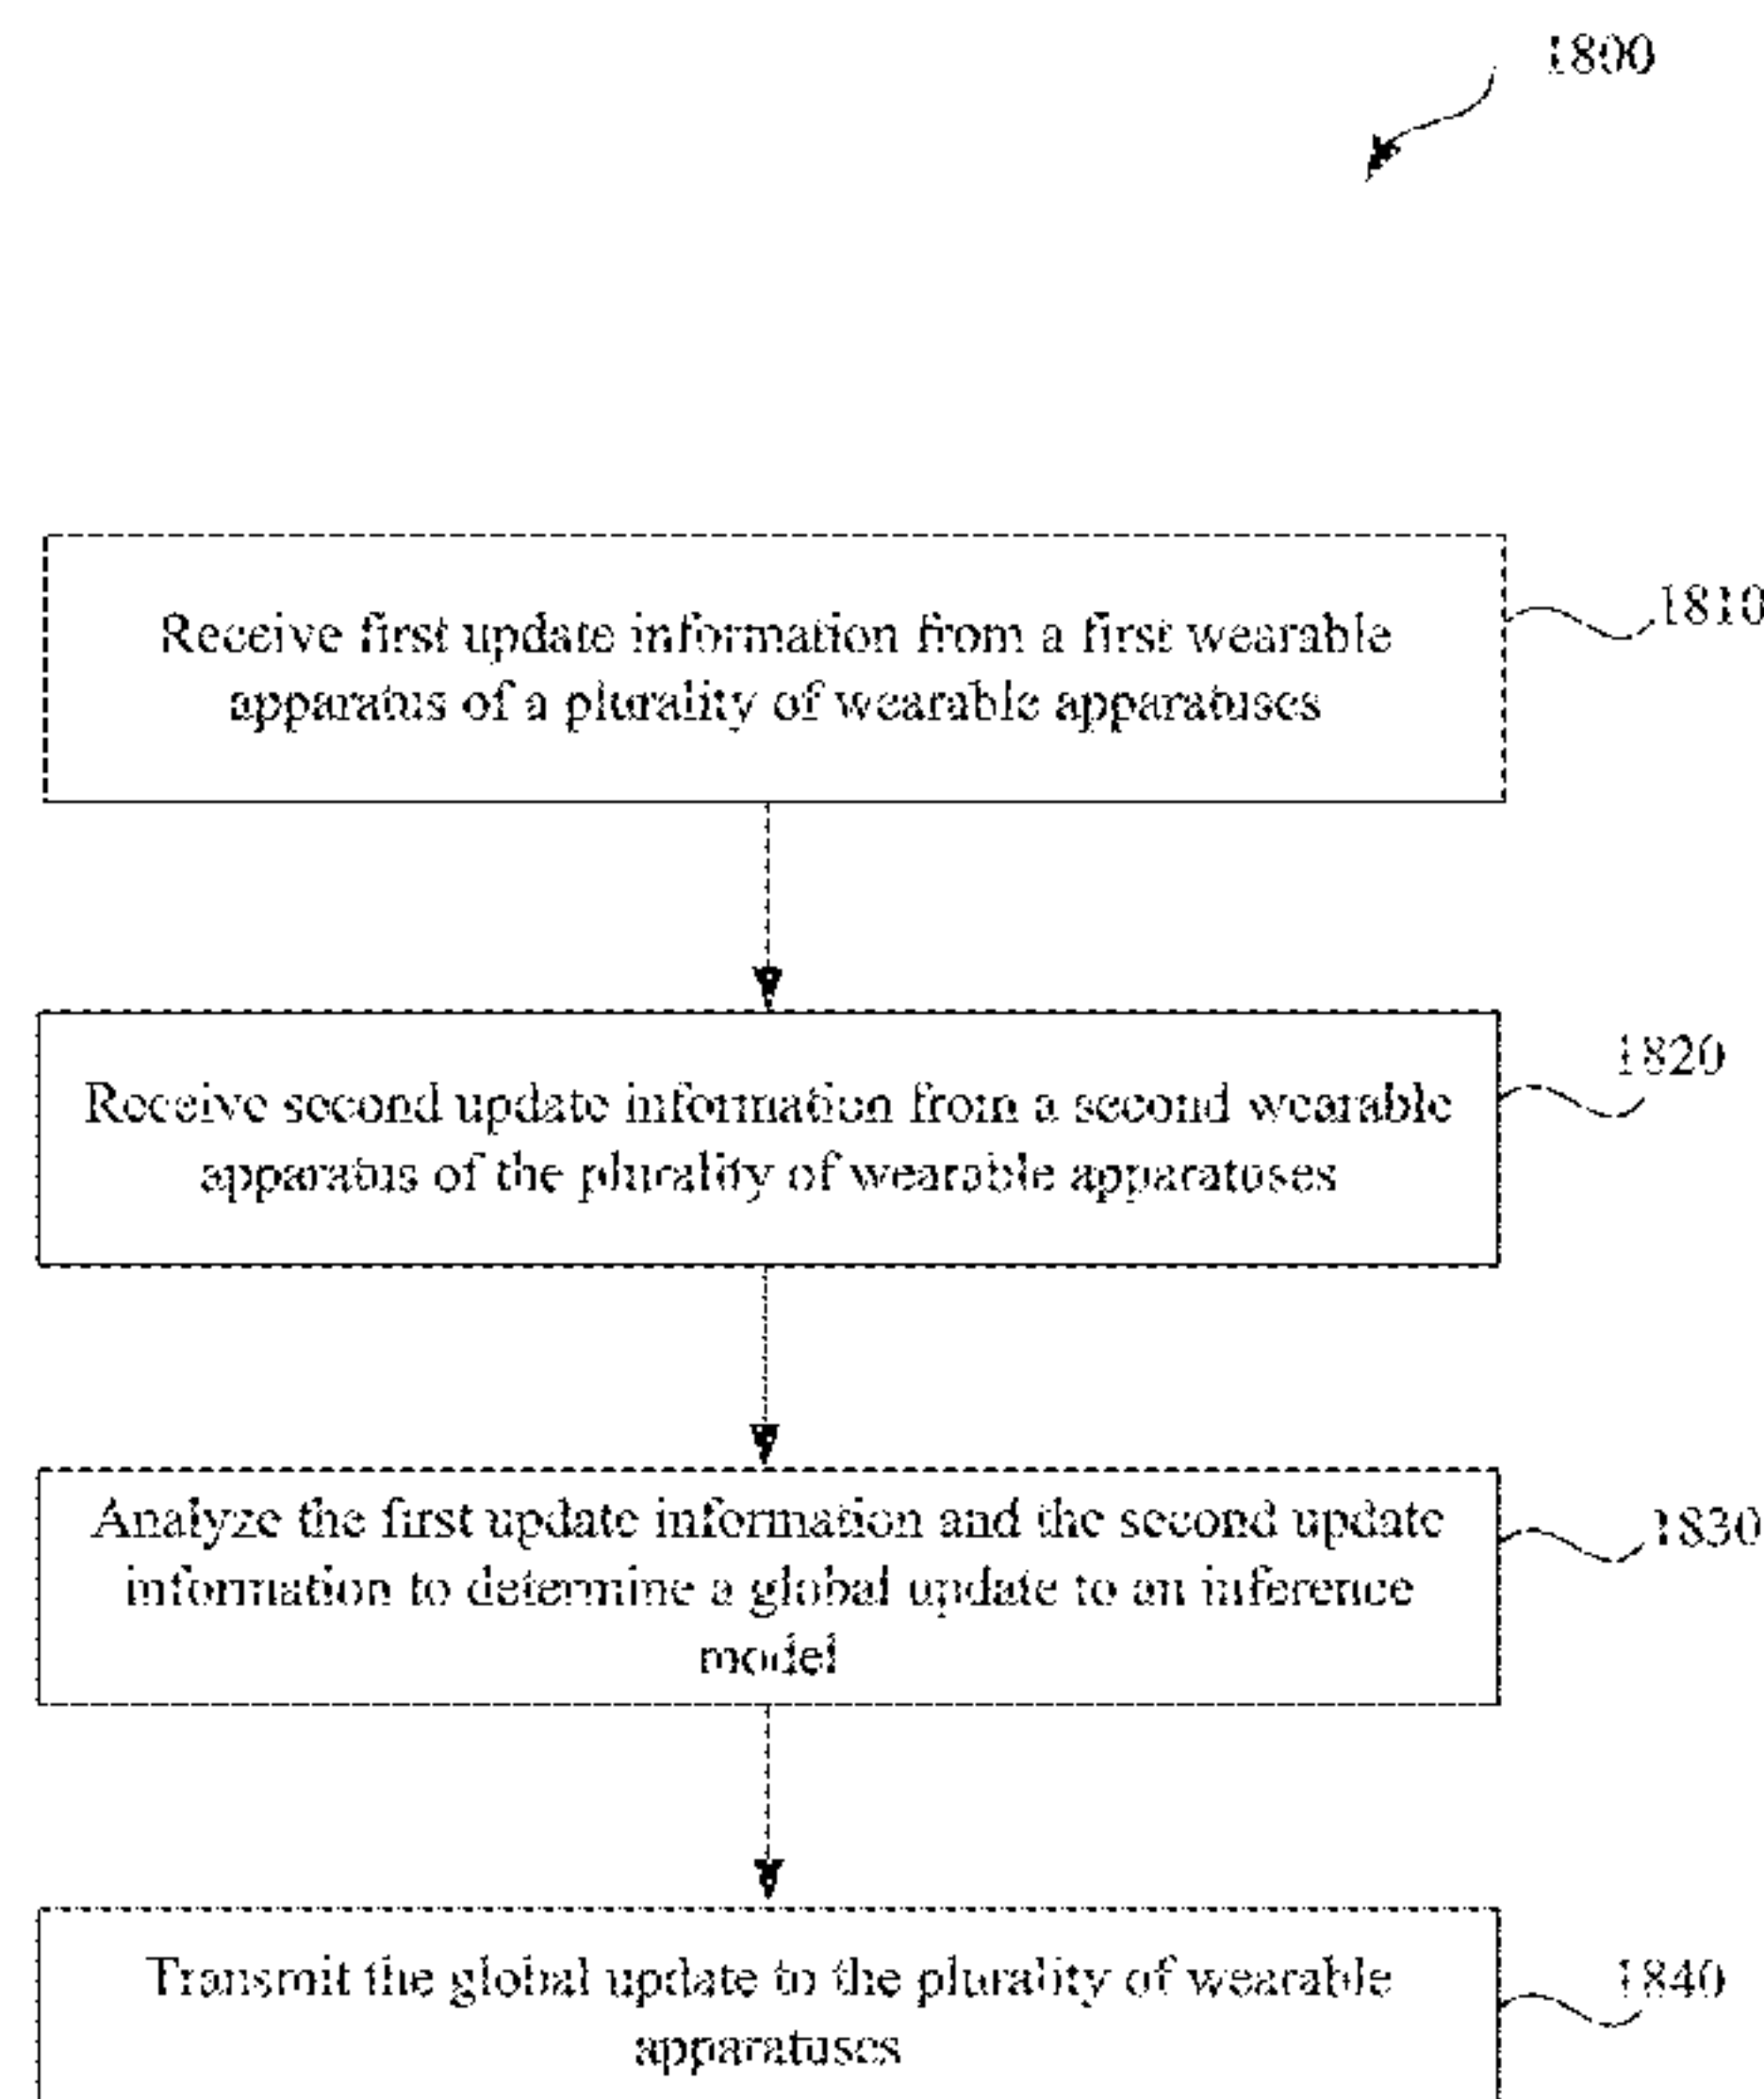 1800
Receive first update information from a first wearable
apparatus of a plurality of wearable apparatuses
1810
Receive second update information from a second wearable
apparatus of the plurality of wearable apparatuses
1820
Analyze the first update information and the second update
information to determine a global update to an inference
model
1830
Transmit the global update to the plurality of wearable
apparatuses
1840